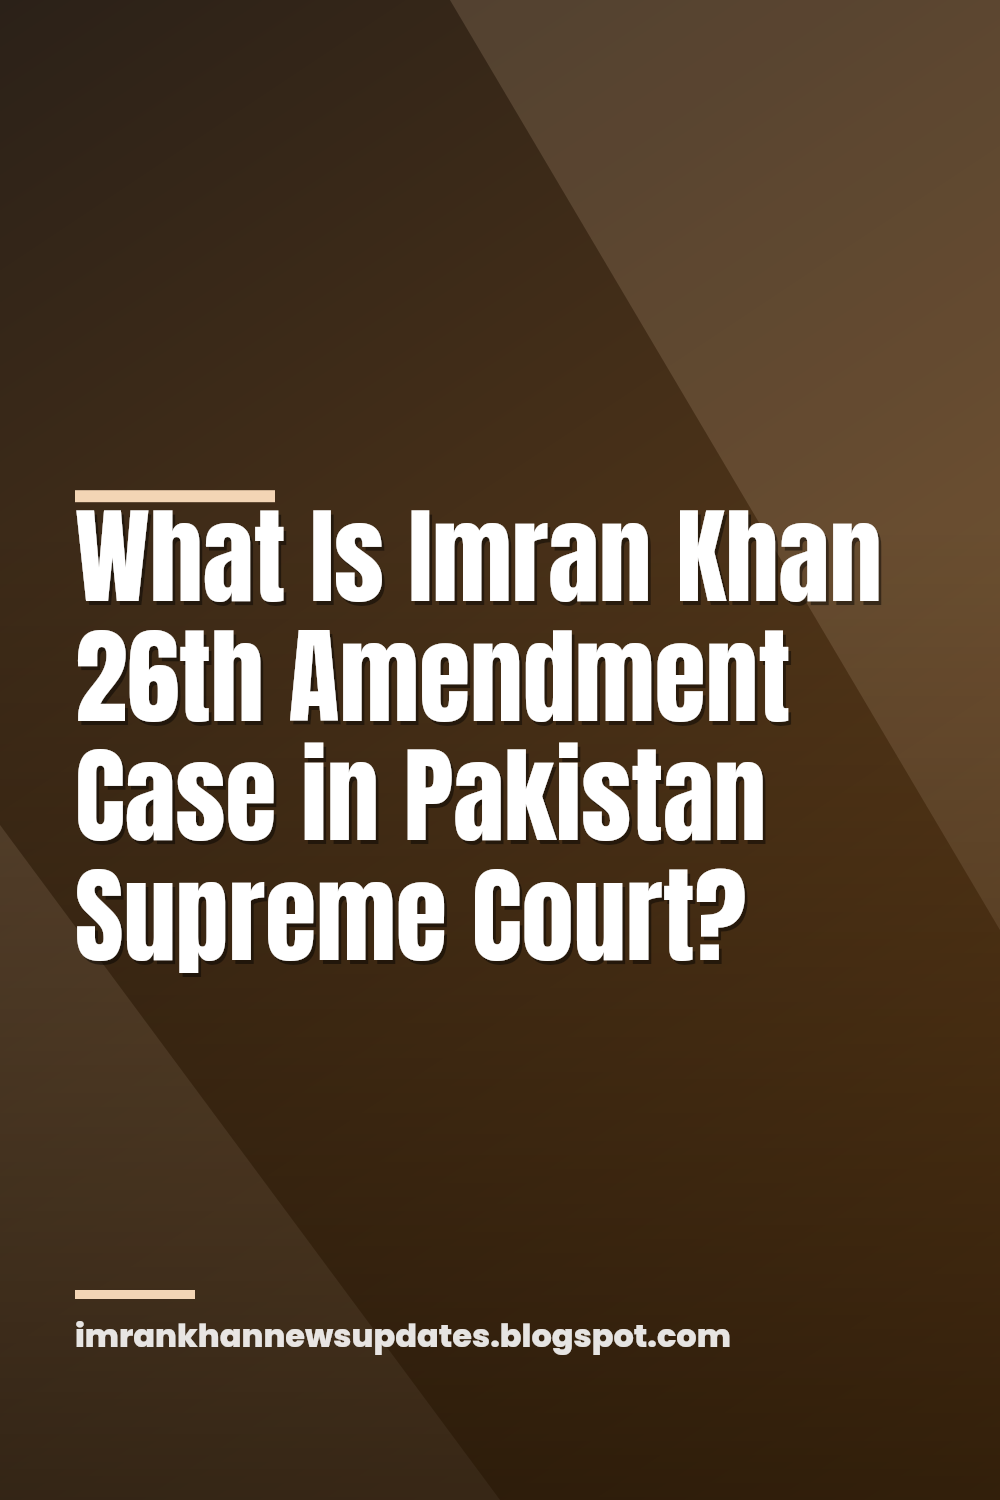 What Is Imran Khan
26th Amendment
Case in Pakistan
Supreme Court?
imrankhannewsupdates.blogspot.com